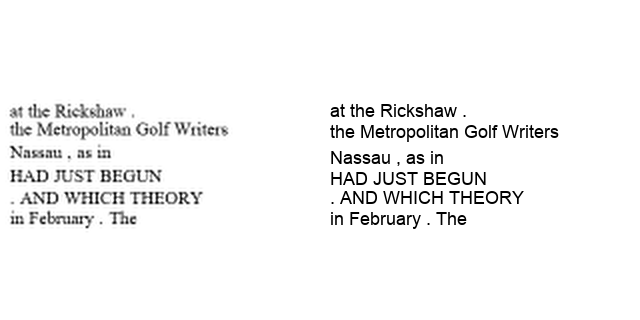 at the Rickshaw .
the Metropolitan Golf Writers
Nassau , as in
HAD JUST BEGUN
. AND WHICH THEORY
in February . The
at the Rickshaw .
the Metropolitan Golf Writers
Nassau , as in
HAD JUST BEGUN
. AND WHICH THEORY
in February . The